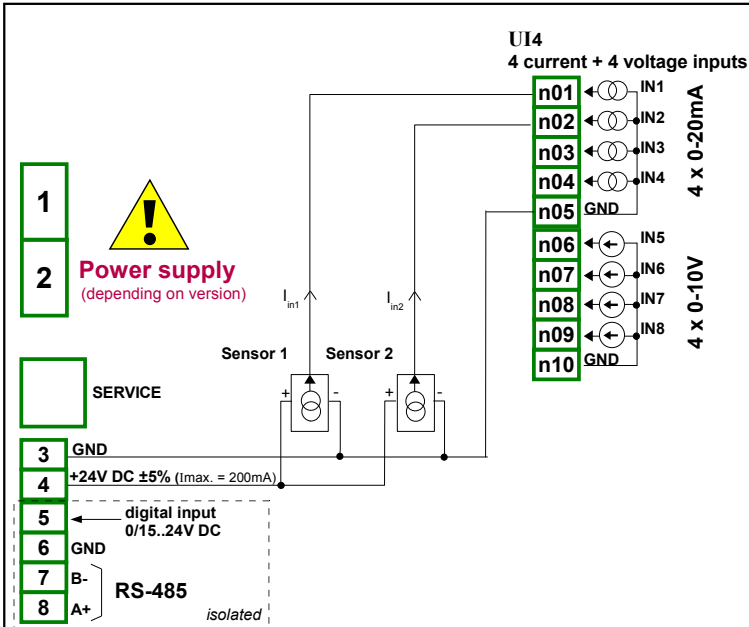 UI4
4 current + 4 voltage inputs
n01 IN1
n02 IN2
n03 IN3
n04 IN4
n05 GND
4 x 0-20mA
n06 IN5
n07 IN6
n08 IN7
n09 IN8
n10 GND
4 x 0-10V
1
2
!
Power supply
(depending on version)
Iin1
Iin2
Sensor 1
Sensor 2
+ -
+ -
SERVICE
3 GND
4 +24V DC ±5% (Imax. = 200mA)
5 digital input
0/15..24V DC
6 GND
7 B-
8 A+
RS-485
isolated